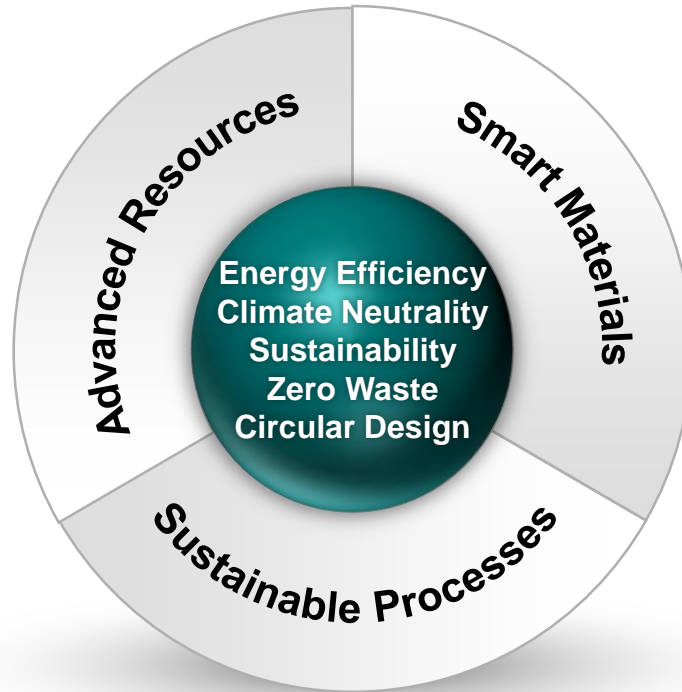 Advanced Resources
Smart Materials
Energy Efficiency
Climate Neutrality
Sustainability
Zero Waste
Circular Design
Sustainable Processes